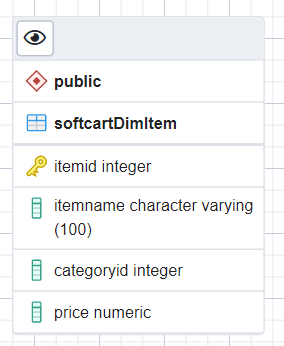 public
softcartDimItem
itemid integer
itemname character varying
(100)
categoryid integer
price numeric